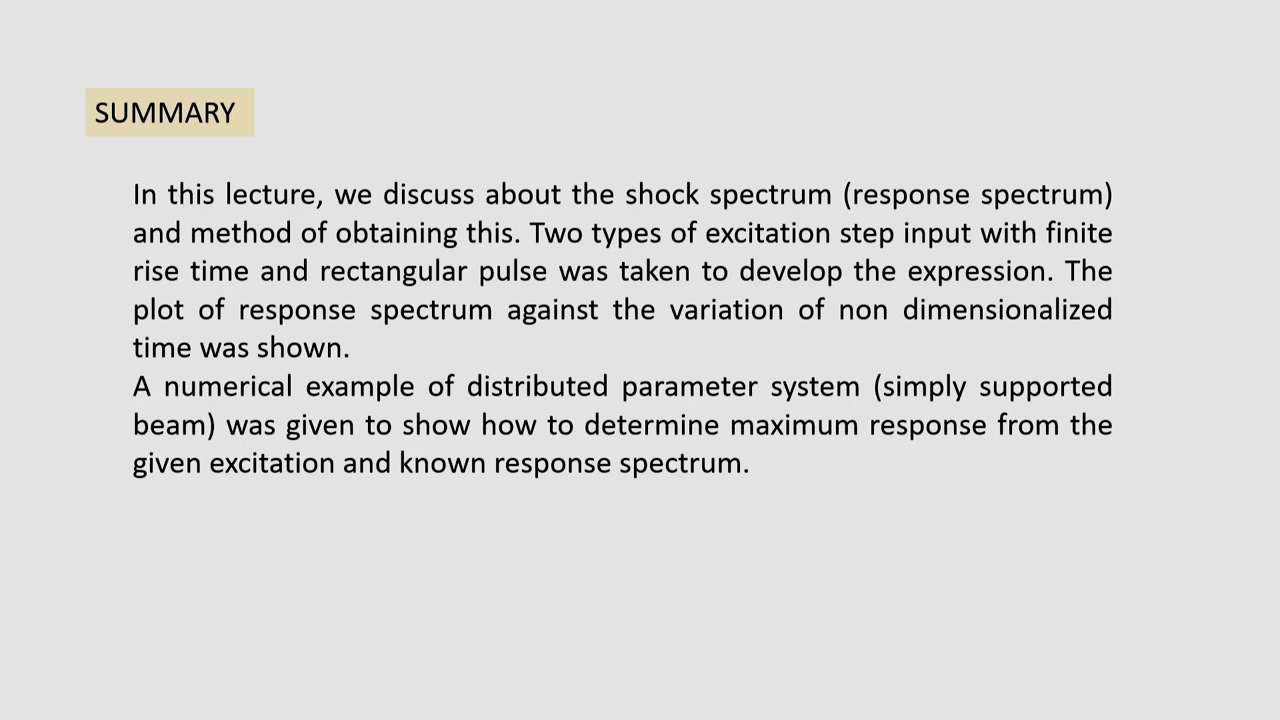 SUMMARY
In this lecture, we discuss about the shock spectrum (response spectrum)
and method of obtaining this. Two types of excitation step input with finite
rise time and rectangular pulse was taken to develop the expression. The
plot of response spectrum against the variation of non dimensionalized
time was shown.
A numerical example of distributed parameter system (simply supported
beam) was given to show how to determine maximum response from the
given excitation and known response spectrum.